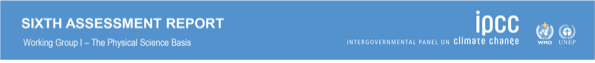 SIXTH ASSESSMENT REPORT
Working Group I – The Physical Science Basis
ipcc
INTERGOVERNMENTAL PANEL ON climate change
WMO UNEP